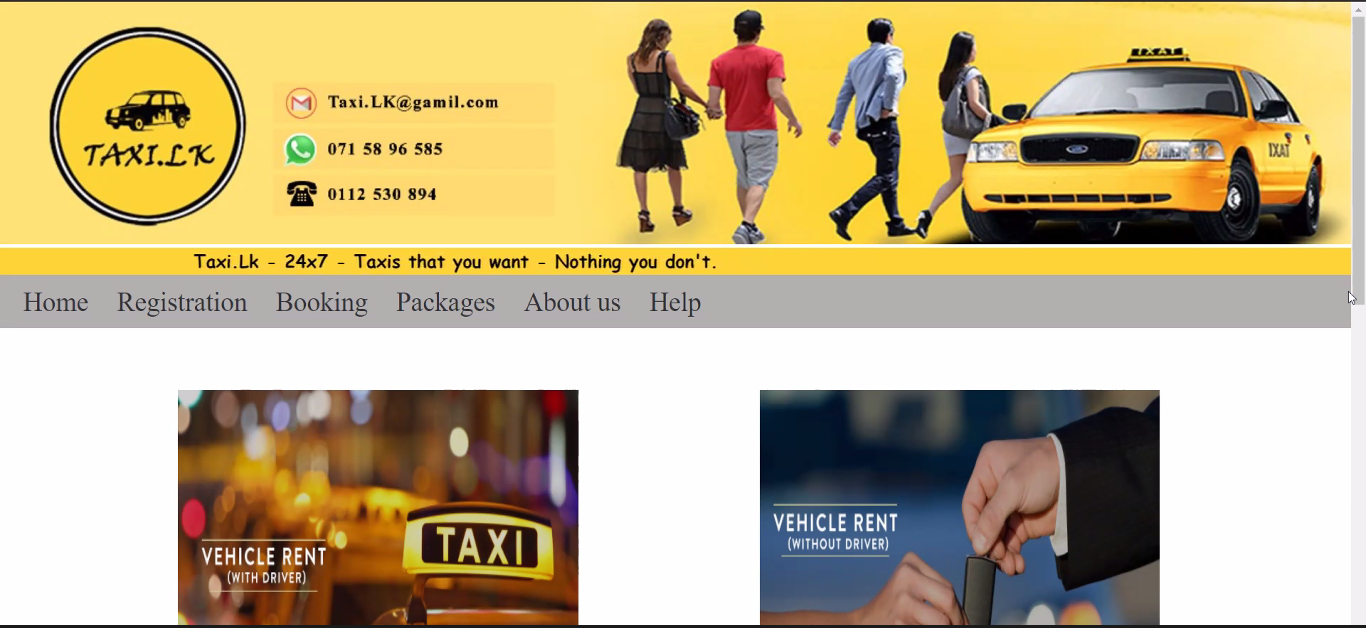 TAXI.LK
Taxi.LK@gamil.com
071 58 96 585
0112 530 894
IXAT
IXAT
Taxi.Lk - 24x7 - Taxis that you want - Nothing you don't.
Home Registration Booking Packages About us Help
TAXI
VEHICLE RENT
(WITH DRIVER)
VEHICLE RENT
(WITHOUT DRIVER)